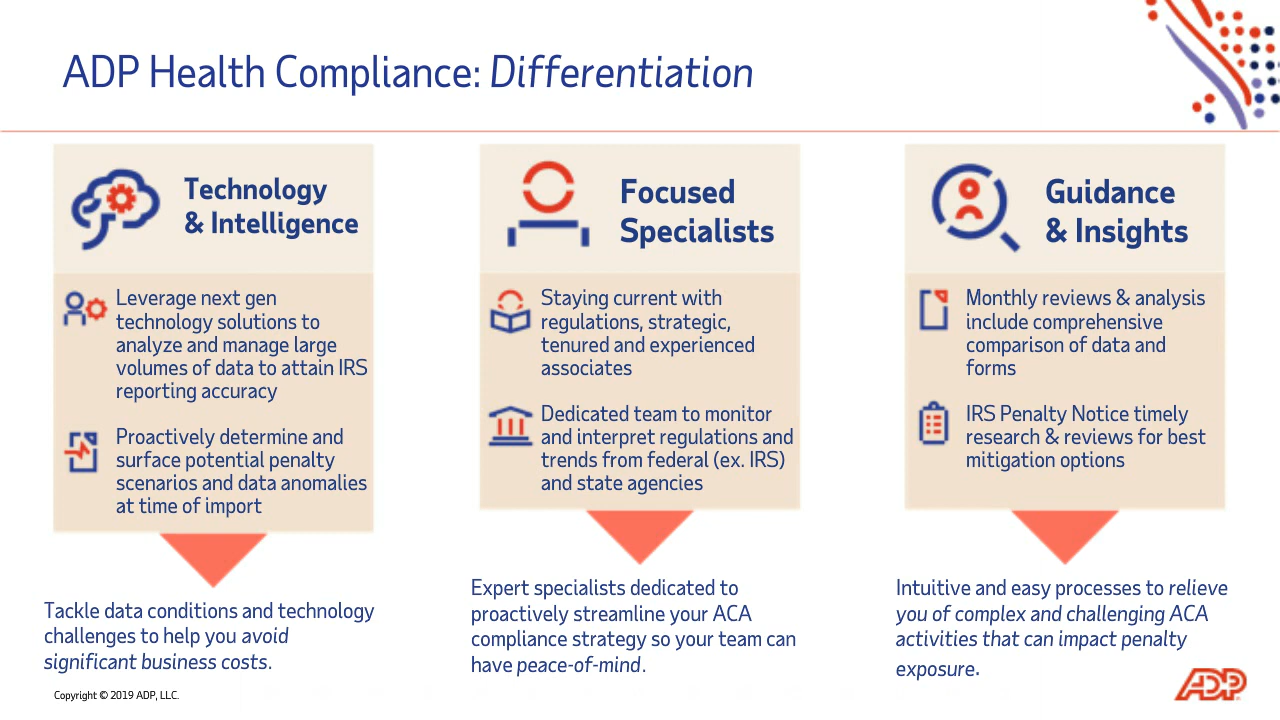 ADP Health Compliance: Differentiation
Technology
& Intelligence
Leverage next gen
technology solutions to
analyze and manage large
volumes of data to attain IRS
reporting accuracy
Proactively determine and
surface potential penalty
scenarios and data anomalies
at time of import
Tackle data conditions and technology
challenges to help you avoid
significant business costs.
Focused
Specialists
Staying current with
regulations, strategic,
tenured and experienced
associates
Dedicated team to monitor
and interpret regulations and
trends from federal (ex. IRS)
and state agencies
Expert specialists dedicated to
proactively streamline your ACA
compliance strategy so your team can
have peace-of-mind.
Guidance
& Insights
Monthly reviews & analysis
include comprehensive
comparison of data and
forms
IRS Penalty Notice timely
research & reviews for best
mitigation options
Intuitive and easy processes to relieve
you of complex and challenging ACA
activities that can impact penalty
exposure.
Copyright © 2019 ADP, LLC.
ADP